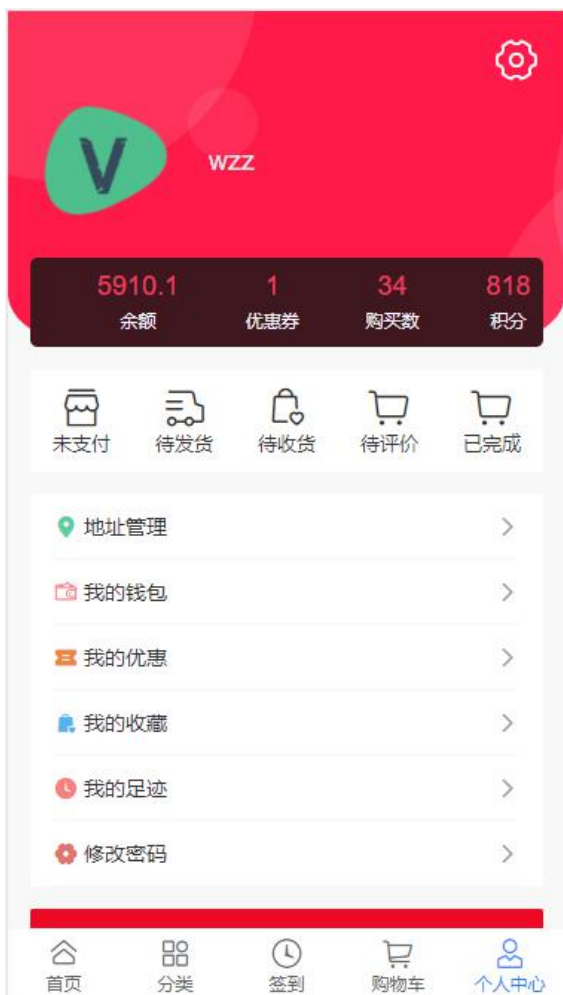 V
wzz
5910.1 1 34 818
余额 优惠券 购买数 积分
未支付 待发货 待收货 待评价 已完成
地址管理
我的钱包
我的优惠
我的收藏
我的足迹
修改密码
首页 分类 签到 购物车 个人中心